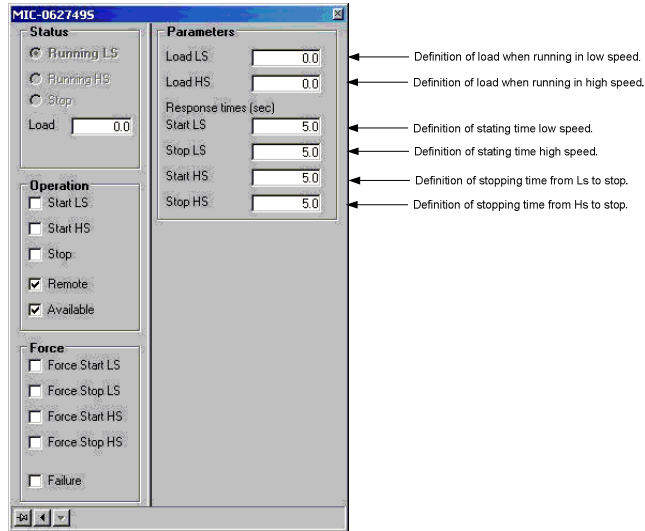 MIC-062749S
Status
Running LS
Running HS
Stop
Load 0.0
Operation
Start LS
Start HS
Stop
Remote
Available
Force
Force Start LS
Force Stop LS
Force Start HS
Force Stop HS
Failure
Parameters
Load LS 0.0
Load HS 0.0
Response times (sec)
Start LS 5.0
Stop LS 5.0
Start HS 5.0
Stop HS 5.0
Definition of load when running in low speed.
Definition of load when running in high speed.
Definition of stating time low speed.
Definition of stating time high speed.
Definition of stopping time from Ls to stop.
Definition of stopping time from Hs to stop.